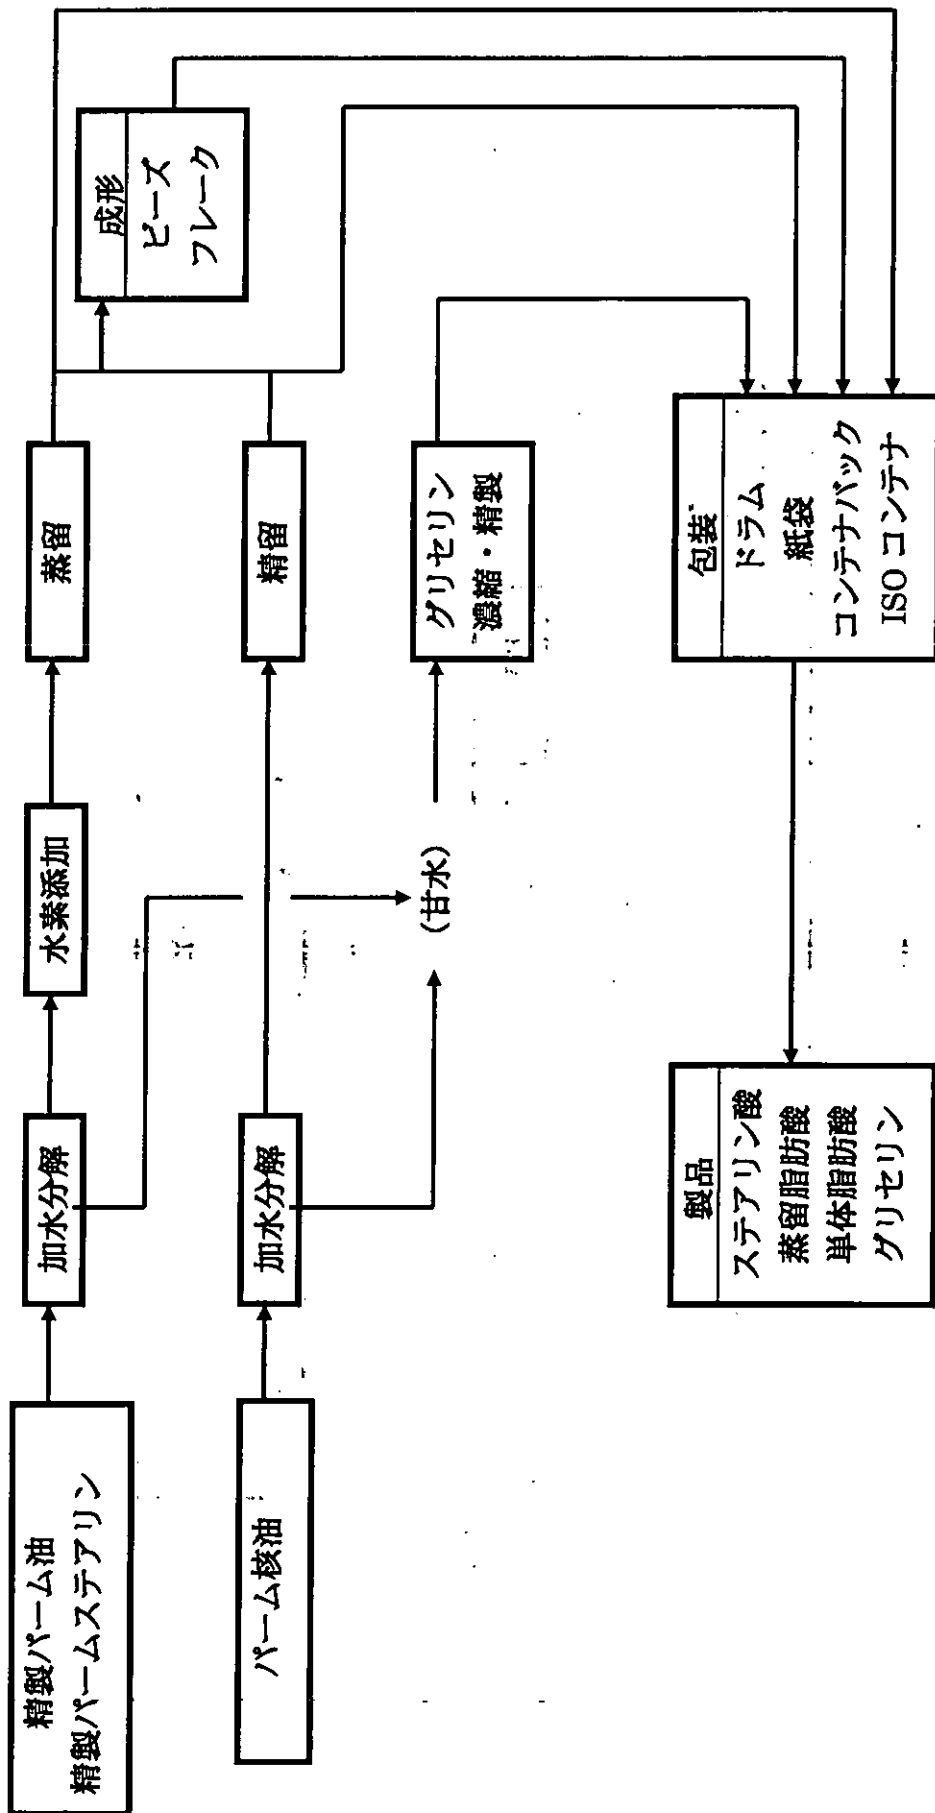 精製パーム油
精製パームステアリン
加水分解
水素添加
蒸留
成形
ビーズ
フレーク
パーム核油
加水分解
精留
(甘水)
グリセリン
濃縮・精製
製品
ステアリン酸
蒸留脂肪酸
単体脂肪酸
グリセリン
包装
ドラム
紙袋
コンテナバック
ISO コンテナ